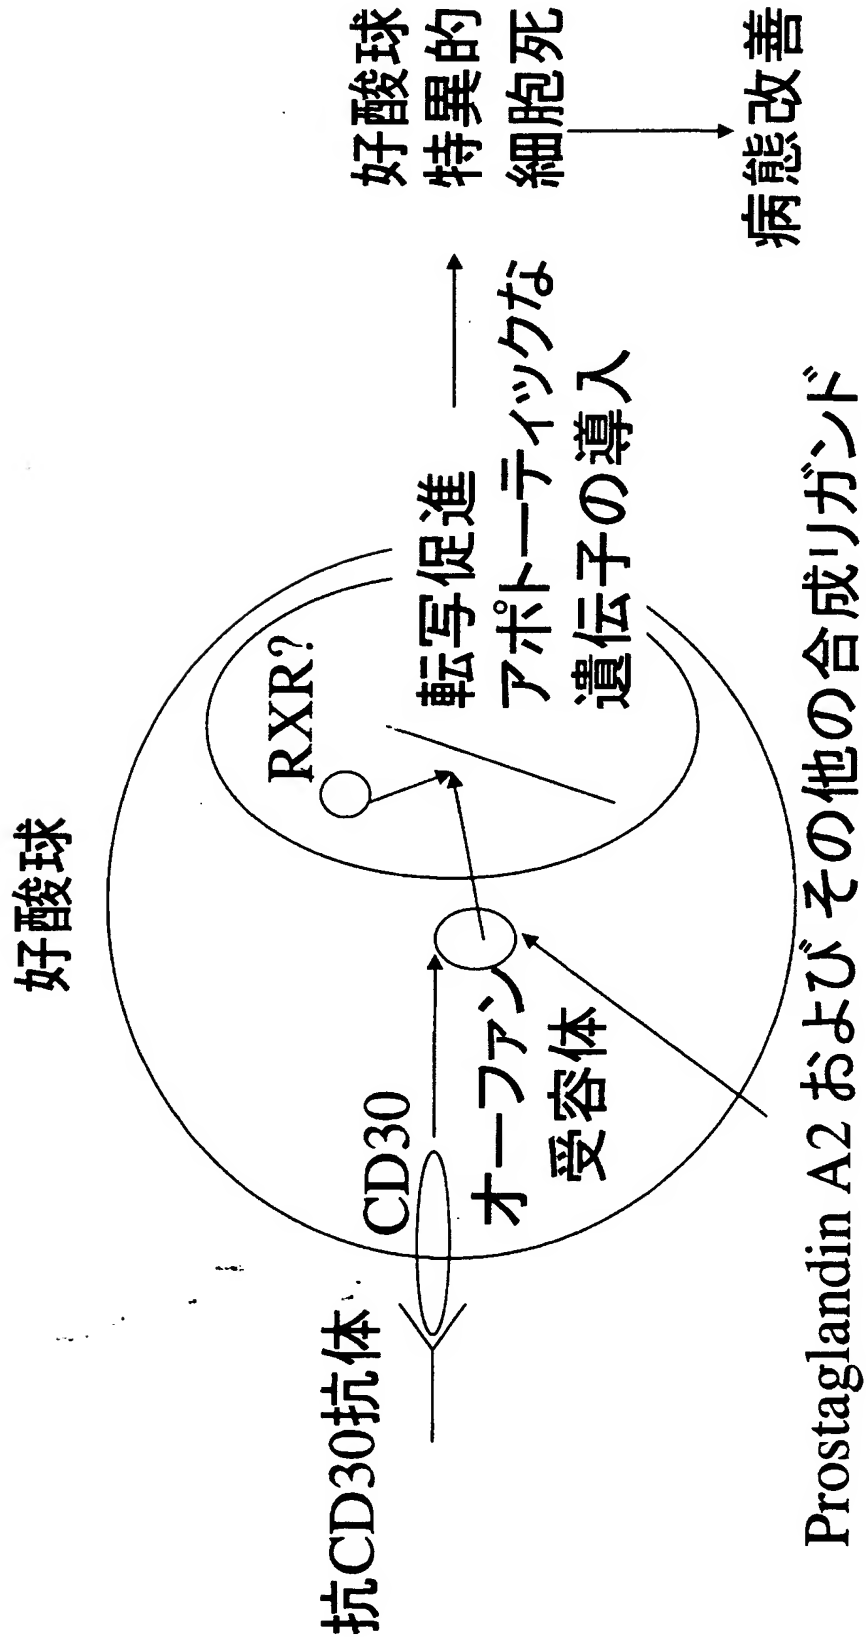 好酸球
抗CD30抗体
CD30
オーファン
受容体
RXR?
転写促進
アポトーティックな
遺伝子の導入
好酸球
特異的
細胞死
病態改善
Prostaglandin A2 および その他の合成リガンド